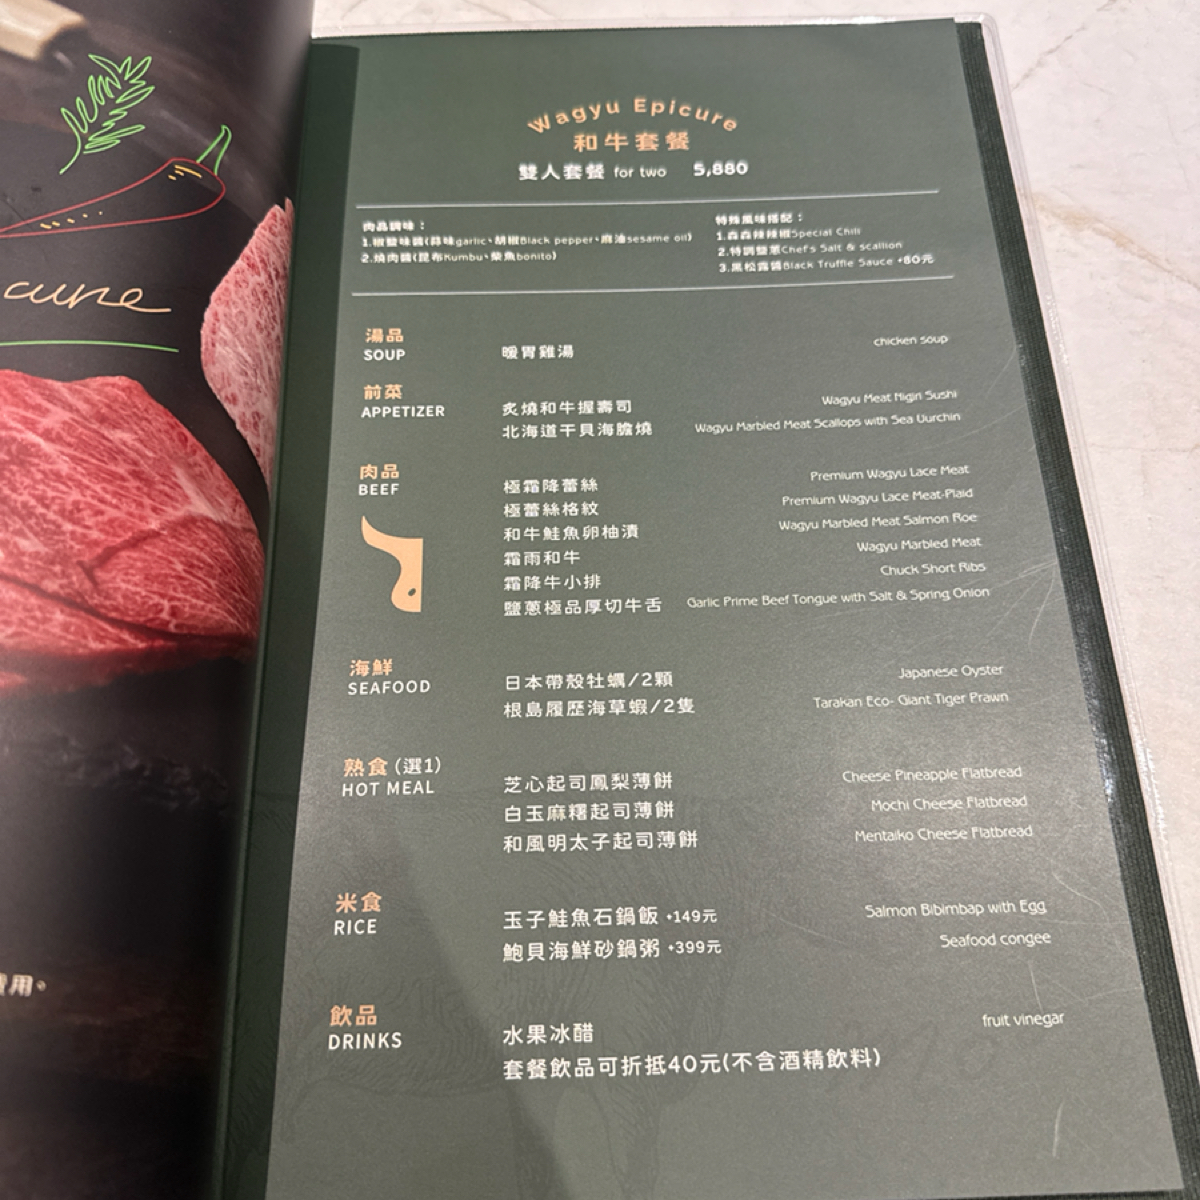 cure
費用。
Wagyu Epicure
和牛套餐
雙人套餐 for two 5,880
肉品調味：
1.椒鹽味醬(蒜味garlic、胡椒Black pepper、麻油sesame oil)
2.燒肉醬(昆布Kumbu、柴魚bonito)
特殊風味搭配：
1.森森辣辣椒Special Chili
2.特調鹽蔥Chef's Salt & scallion
3.黑松露醬Black Truffle Sauce +80元
湯品
SOUP
暖胃雞湯 chicken soup
前菜
APPETIZER
炙燒和牛握壽司 Wagyu Meat Nigiri Sushi
北海道干貝海膽燒 Wagyu Marbled Meat Scallops with Sea Uurchin
肉品
BEEF
極霜降蕾絲 Premium Wagyu Lace Meat
極蕾絲格紋 Premium Wagyu Lace Meat-Plaid
和牛鮭魚卵柚漬 Wagyu Marbled Meat Salmon Roe
霜雨和牛 Wagyu Marbled Meat
霜降牛小排 Chuck Short Ribs
鹽蔥極品厚切牛舌 Garlic Prime Beef Tongue with Salt & Spring Onion
海鮮
SEAFOOD
日本帶殼牡蠣/2顆 Japanese Oyster
根島履歷海草蝦/2隻 Tarakan Eco- Giant Tiger Prawn
熟食(選1)
HOT MEAL
芝心起司鳳梨薄餅 Cheese Pineapple Flatbread
白玉麻糬起司薄餅 Mochi Cheese Flatbread
和風明太子起司薄餅 Mentaiko Cheese Flatbread
米食
RICE
玉子鮭魚石鍋飯 +149元 Salmon Bibimbap with Egg
鮑貝海鮮砂鍋粥 +399元 Seafood congee
飲品
DRINKS
水果冰醋 fruit vinegar
套餐飲品可折抵40元(不含酒精飲料)